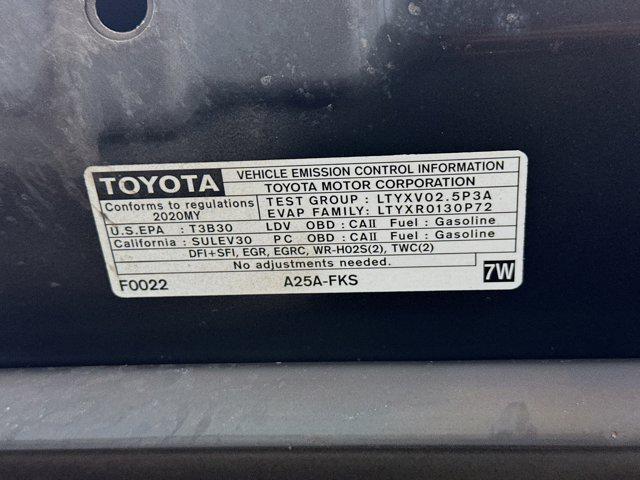 TOYOTA
VEHICLE EMISSION CONTROL INFORMATION
TOYOTA MOTOR CORPORATION
Conforms to regulations
2020MY
TEST GROUP : LTYXV02.5P3A
EVAP FAMILY: LTYXR0130P72
U.S.EPA : T3B30 LDV OBD : CAII Fuel : Gasoline
California : SULEV30 PC OBD : CAII Fuel : Gasoline
DFI+SFI, EGR, EGRC, WR-HO2S(2), TWC(2)
No adjustments needed.
F0022 A25A-FKS 7W